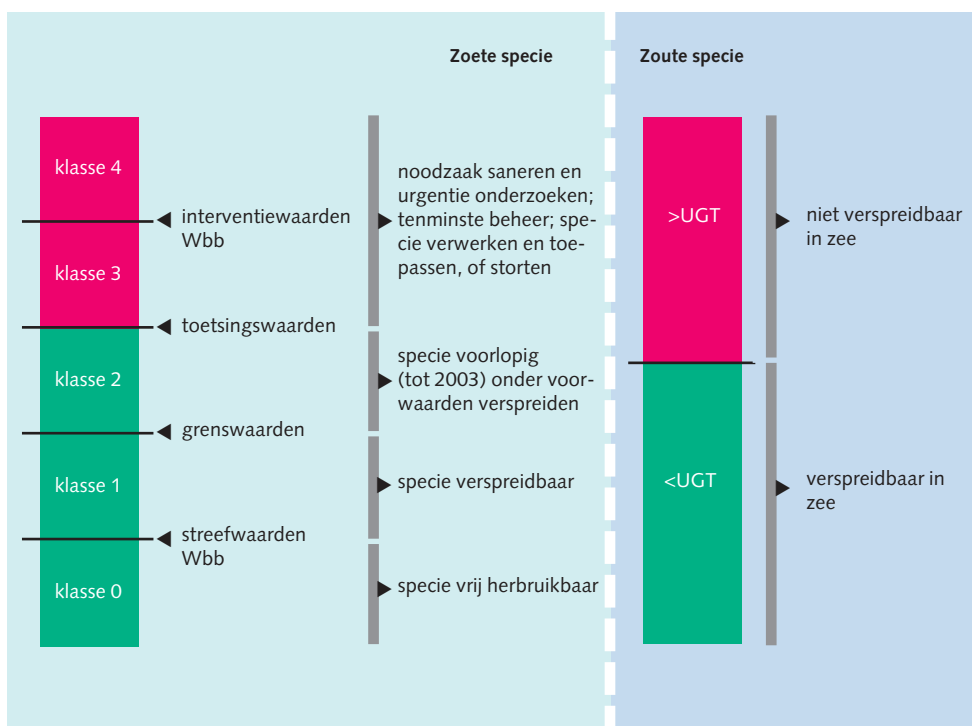 Zoete specie
klasse 4
klasse 3
klasse 2
klasse 1
klasse 0
interventiewaarden
Wbb
toetsingswaarden
grenswaarden
streefwaarden
Wbb
noodzaak saneren en
urgentie onderzoeken;
tenminste beheer; spe-
cie verwerken en toe-
passen, of storten
specie voorlopig
(tot 2003) onder voor-
waarden verspreiden
specie verspreidbaar
specie vrij herbruikbaar
Zoute specie
>UGT
<UGT
niet verspreidbaar
in zee
verspreidbaar in
zee